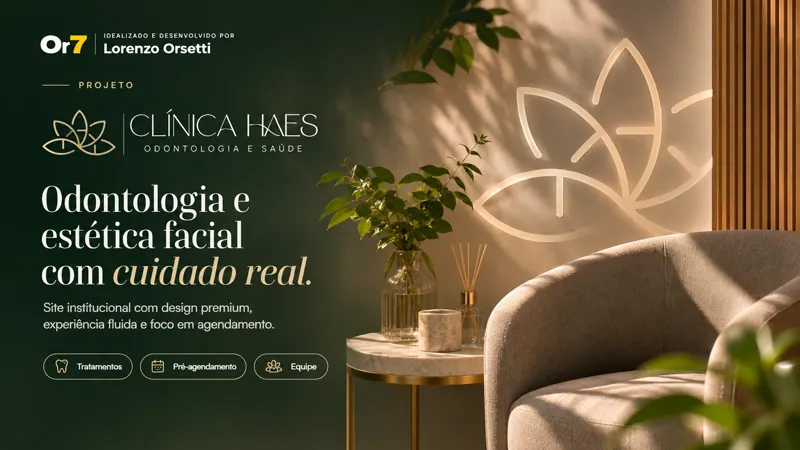 Or7
IDEALIZADO E DESENVOLVIDO POR
Lorenzo Orsetti
PROJETO
CLÍNICA HAES
ODONTOLOGIA E SAÚDE
Odontologia e
estética facial
com cuidado real.
Site institucional com design premium,
experiência fluida e foco em agendamento.
Tratamentos
Pré-agendamento
Equipe